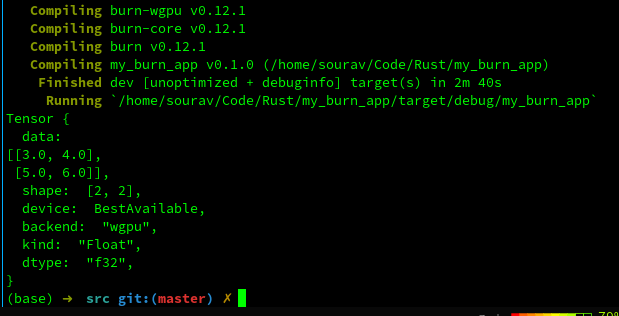 Compiling burn-wgpu v0.12.1
Compiling burn-core v0.12.1
Compiling burn v0.12.1
Compiling my_burn_app v0.1.0 (/home/sourav/Code/Rust/my_burn_app)
Finished dev [unoptimized + debuginfo] target(s) in 2m 40s
Running `/home/sourav/Code/Rust/my_burn_app/target/debug/my_burn_app`
Tensor {
  data:
[[3.0, 4.0],
 [5.0, 6.0]],
  shape:  [2, 2],
  device:  BestAvailable,
  backend:  "wgpu",
  kind:  "Float",
  dtype:  "f32",
}
(base) ➜  src git:(master) ✗